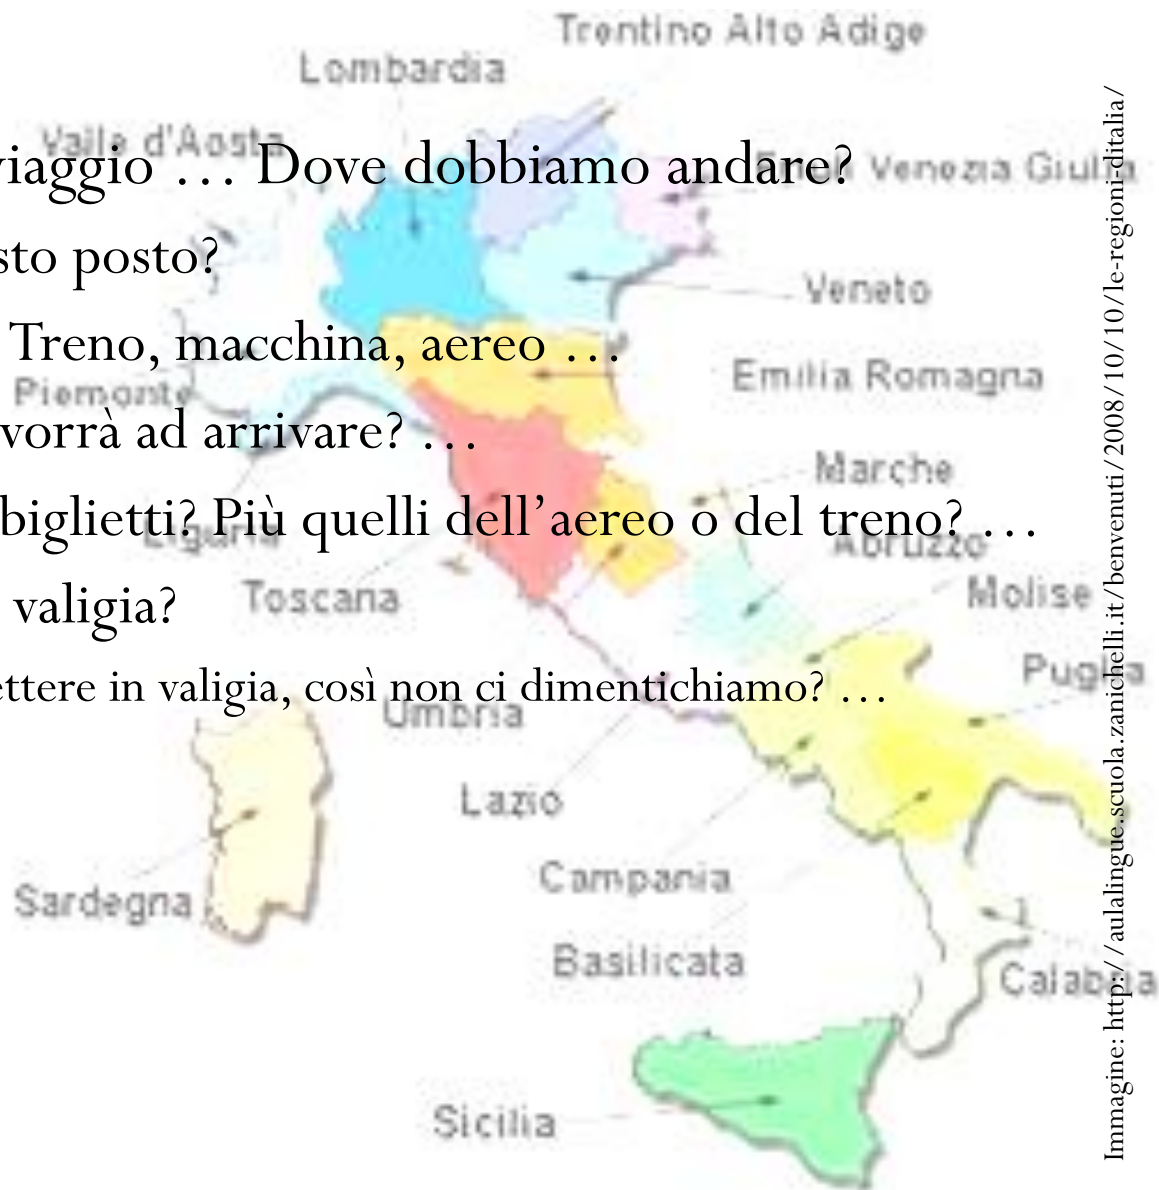 Trentino Alto Adige
Lombardia
Valle d'Aosta
viaggio … Dove dobbiamo andare?
Venezia Giulia
sto posto?
Veneto
Treno, macchina, aereo …
Emilia Romagna
Piemonte
vorrà ad arrivare? …
Marche
biglietti? Più quelli dell’aereo o del treno? …
Liguria
Abruzzo
Toscana
valigia?
Molise
Puglia
ettere in valigia, così non ci dimentichiamo? …
Umbria
Lazio
Campania
Sardegna
Basilicata
Calabria
Sicilia
Immagine: http://aulalingue.scuola.zanichelli.it/benvenuti/2008/10/10/le-regioni-ditalia/